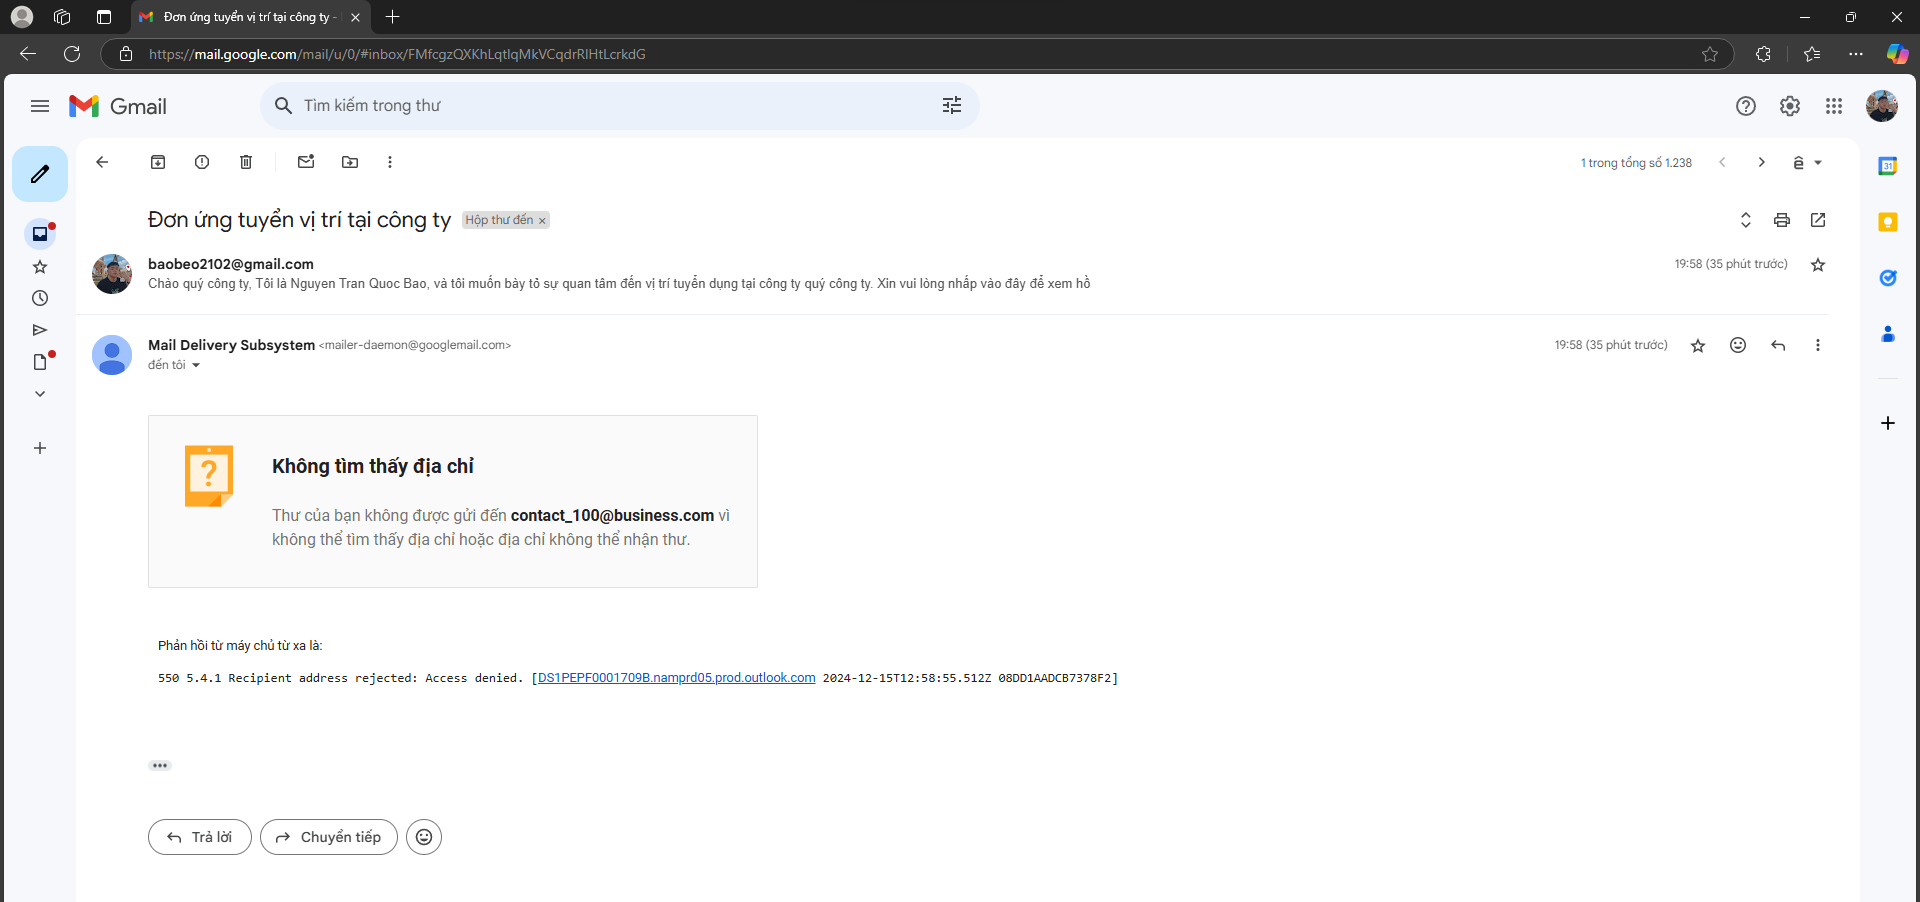 Đơn ứng tuyển vị trí tại công ty -
https://mail.google.com/mail/u/0/#inbox/FMfcgzQXKhLqtlqMkVCqdrRlHtLcrkdG
Gmail
Tìm kiếm trong thư
1 trong tổng số 1.238
ê
Đơn ứng tuyển vị trí tại công ty
Hộp thư đến ×
baobeo2102@gmail.com
19:58 (35 phút trước)
Chào quý công ty, Tôi là Nguyen Tran Quoc Bao, và tôi muốn bày tỏ sự quan tâm đến vị trí tuyển dụng tại công ty quý công ty. Xin vui lòng nhấp vào đây để xem hồ
Mail Delivery Subsystem <mailer-daemon@googlemail.com>
19:58 (35 phút trước)
đến tôi
Không tìm thấy địa chỉ
Thư của bạn không được gửi đến contact_100@business.com vì
không thể tìm thấy địa chỉ hoặc địa chỉ không thể nhận thư.
Phản hồi từ máy chủ từ xa là:
550 5.4.1 Recipient address rejected: Access denied. [DS1PEPF0001709B.namprd05.prod.outlook.com 2024-12-15T12:58:55.512Z 08DD1AADCB7378F2]
Trả lời
Chuyển tiếp
31